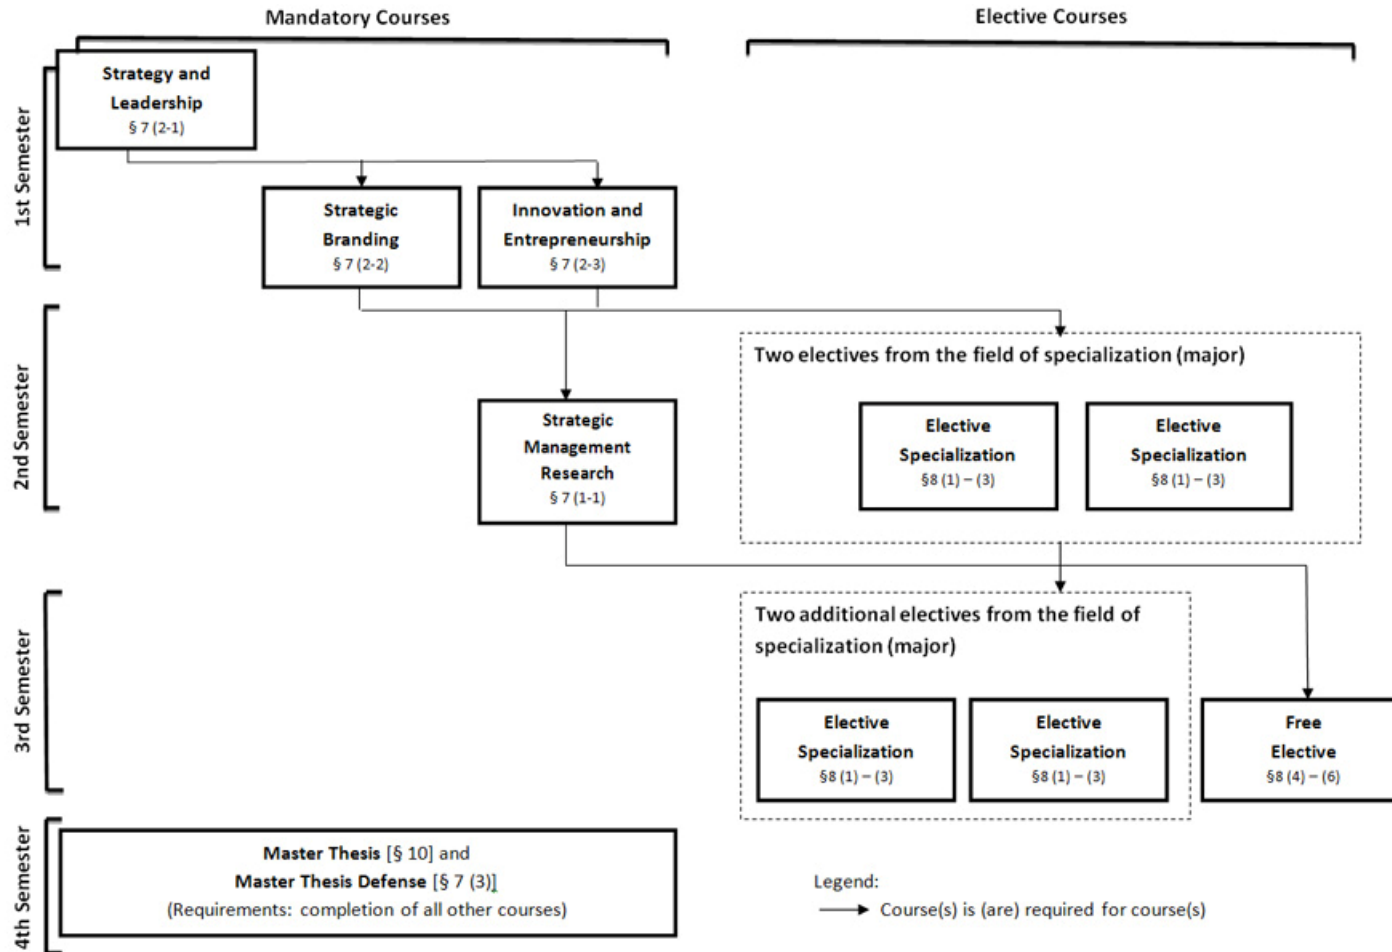 Mandatory Courses
Elective Courses
1st Semester
Strategy and
Leadership
§ 7 (2-1)
Strategic
Branding
§ 7 (2-2)
Innovation and
Entrepreneurship
§ 7 (2-3)
2nd Semester
Two electives from the field of specialization (major)
Strategic
Management
Research
§ 7 (1-1)
Elective
Specialization
§8 (1) – (3)
Elective
Specialization
§8 (1) – (3)
3rd Semester
Two additional electives from the field of
specialization (major)
Elective
Specialization
§8 (1) – (3)
Elective
Specialization
§8 (1) – (3)
Free
Elective
§8 (4) – (6)
4th Semester
Master Thesis [§ 10] and
Master Thesis Defense [§ 7 (3)]
(Requirements: completion of all other courses)
Legend:
Course(s) is (are) required for course(s)